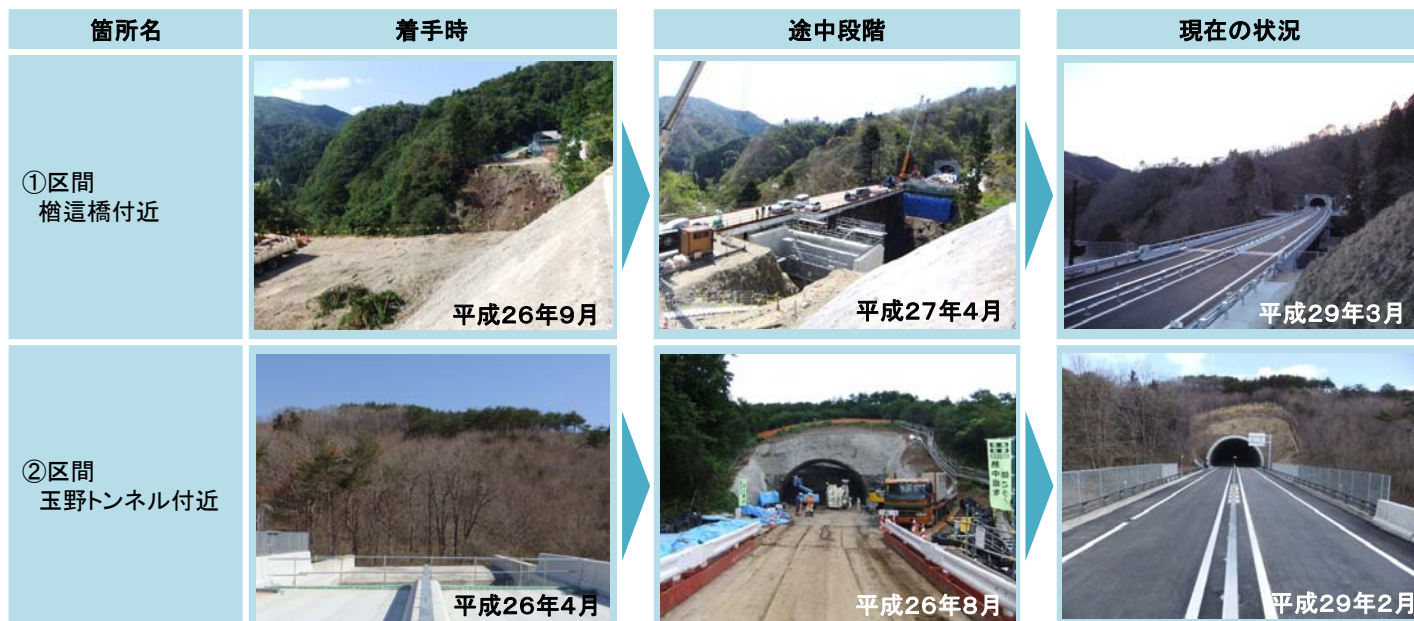 箇所名
着手時
途中段階
現在の状況
①区間
楢這橋付近
平成26年9月
平成27年4月
平成29年3月
②区間
玉野トンネル付近
平成26年4月
平成26年8月
平成29年2月